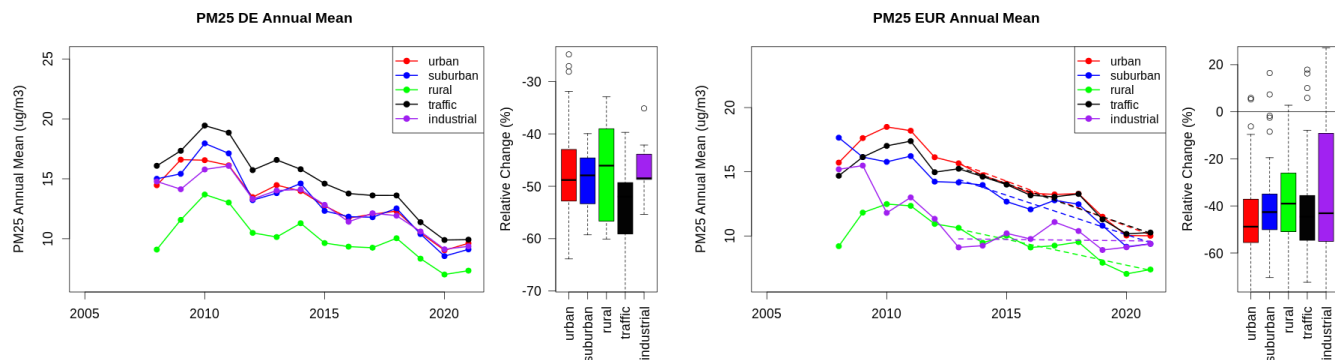 PM25 DE Annual Mean
PM25 Annual Mean (ug/m3)
25
20
15
10
2005 2010 2015 2020
urban
suburban
rural
traffic
industrial
Relative Change (%)
-30
-40
-50
-60
-70
urban
suburban
rural
traffic
industrial
PM25 EUR Annual Mean
PM25 Annual Mean (ug/m3)
20
15
10
2005 2010 2015 2020
urban
suburban
rural
traffic
industrial
Relative Change (%)
20
0
-20
-40
-60
urban
suburban
rural
traffic
industrial